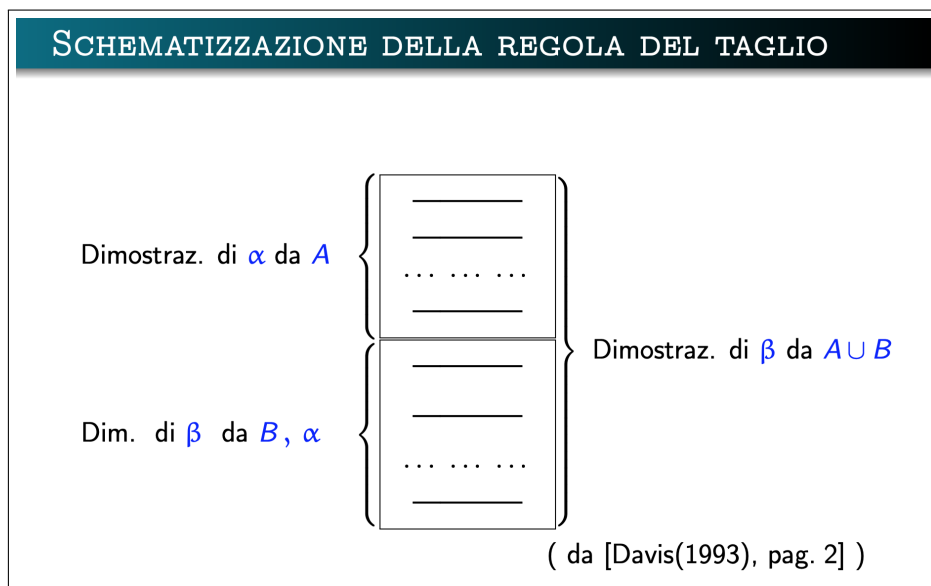 SCHEMATIZZAZIONE DELLA REGOLA DEL TAGLIO
Dimostraz. di α da A
... ... ...
Dimostraz. di β da A ∪ B
Dim. di β da B, α
... ... ...
( da [Davis(1993), pag. 2] )